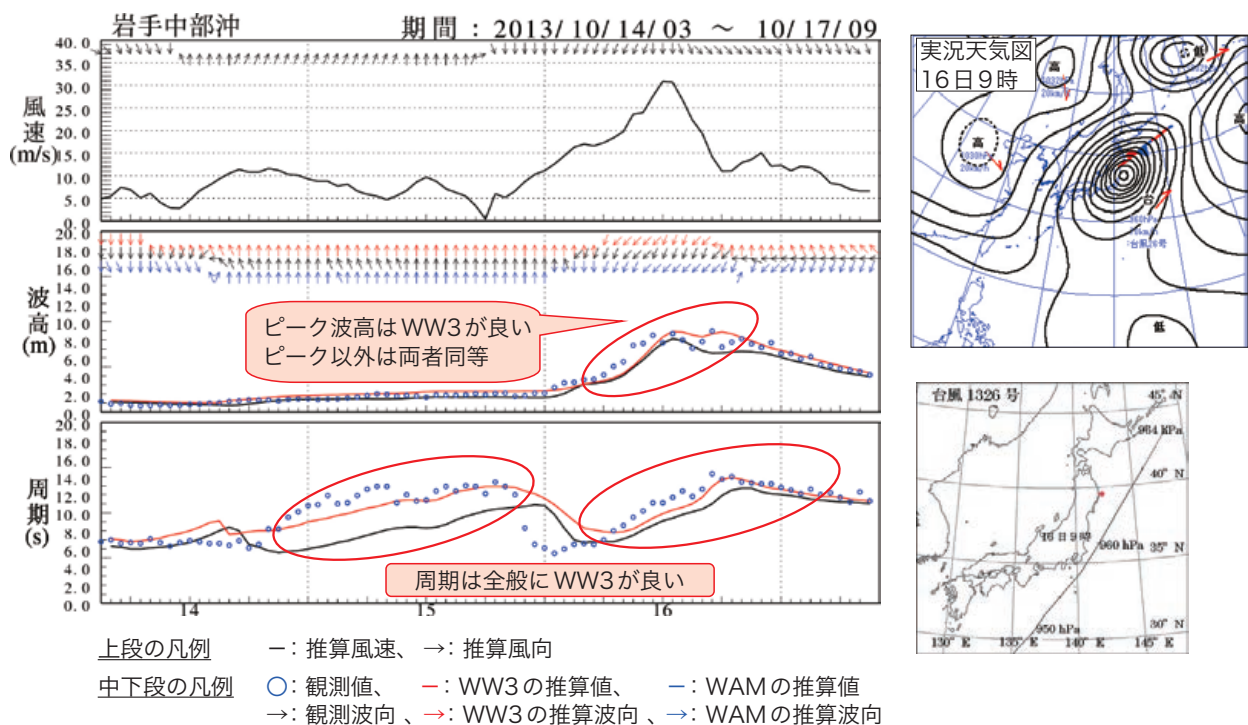 岩手中部沖
期間 : 2013/10/14/03 ～ 10/17/09
40.0
35.0
30.0
25.0
20.0
15.0
10.0
5.0
0.0
風速
(m/s)
20.0
18.0
16.0
14.0
12.0
10.0
8.0
6.0
4.0
2.0
0.0
波高
(m)
ピーク波高はWW3が良い
ピーク以外は両者同等
20.0
18.0
16.0
14.0
12.0
10.0
8.0
6.0
4.0
2.0
0.0
周期
(s)
周期は全般にWW3が良い
14
15
16
上段の凡例 －: 推算風速、 →: 推算風向
中下段の凡例 ○: 観測値、 －: WW3の推算値、 －: WAMの推算値
→: 観測波向 、→: WW3の推算波向 、→: WAMの推算波向
実況天気図
16日9時
高
低
高
高
台
台風26号
低
台風 1326 号
45° N
984 hPa
40° N
16日9時
960 hPa
35° N
30° N
950 hPa
130° E
135° E
140° E
145° E